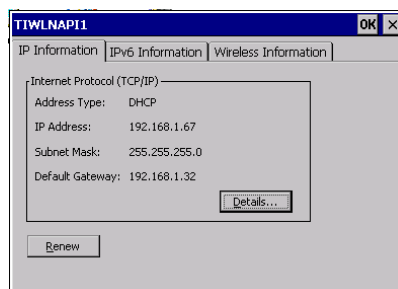 TIWLNAPI1 OK ×
IP Information IPv6 Information Wireless Information
Internet Protocol (TCP/IP)
Address Type: DHCP
IP Address: 192.168.1.67
Subnet Mask: 255.255.255.0
Default Gateway: 192.168.1.32
Details...
Renew